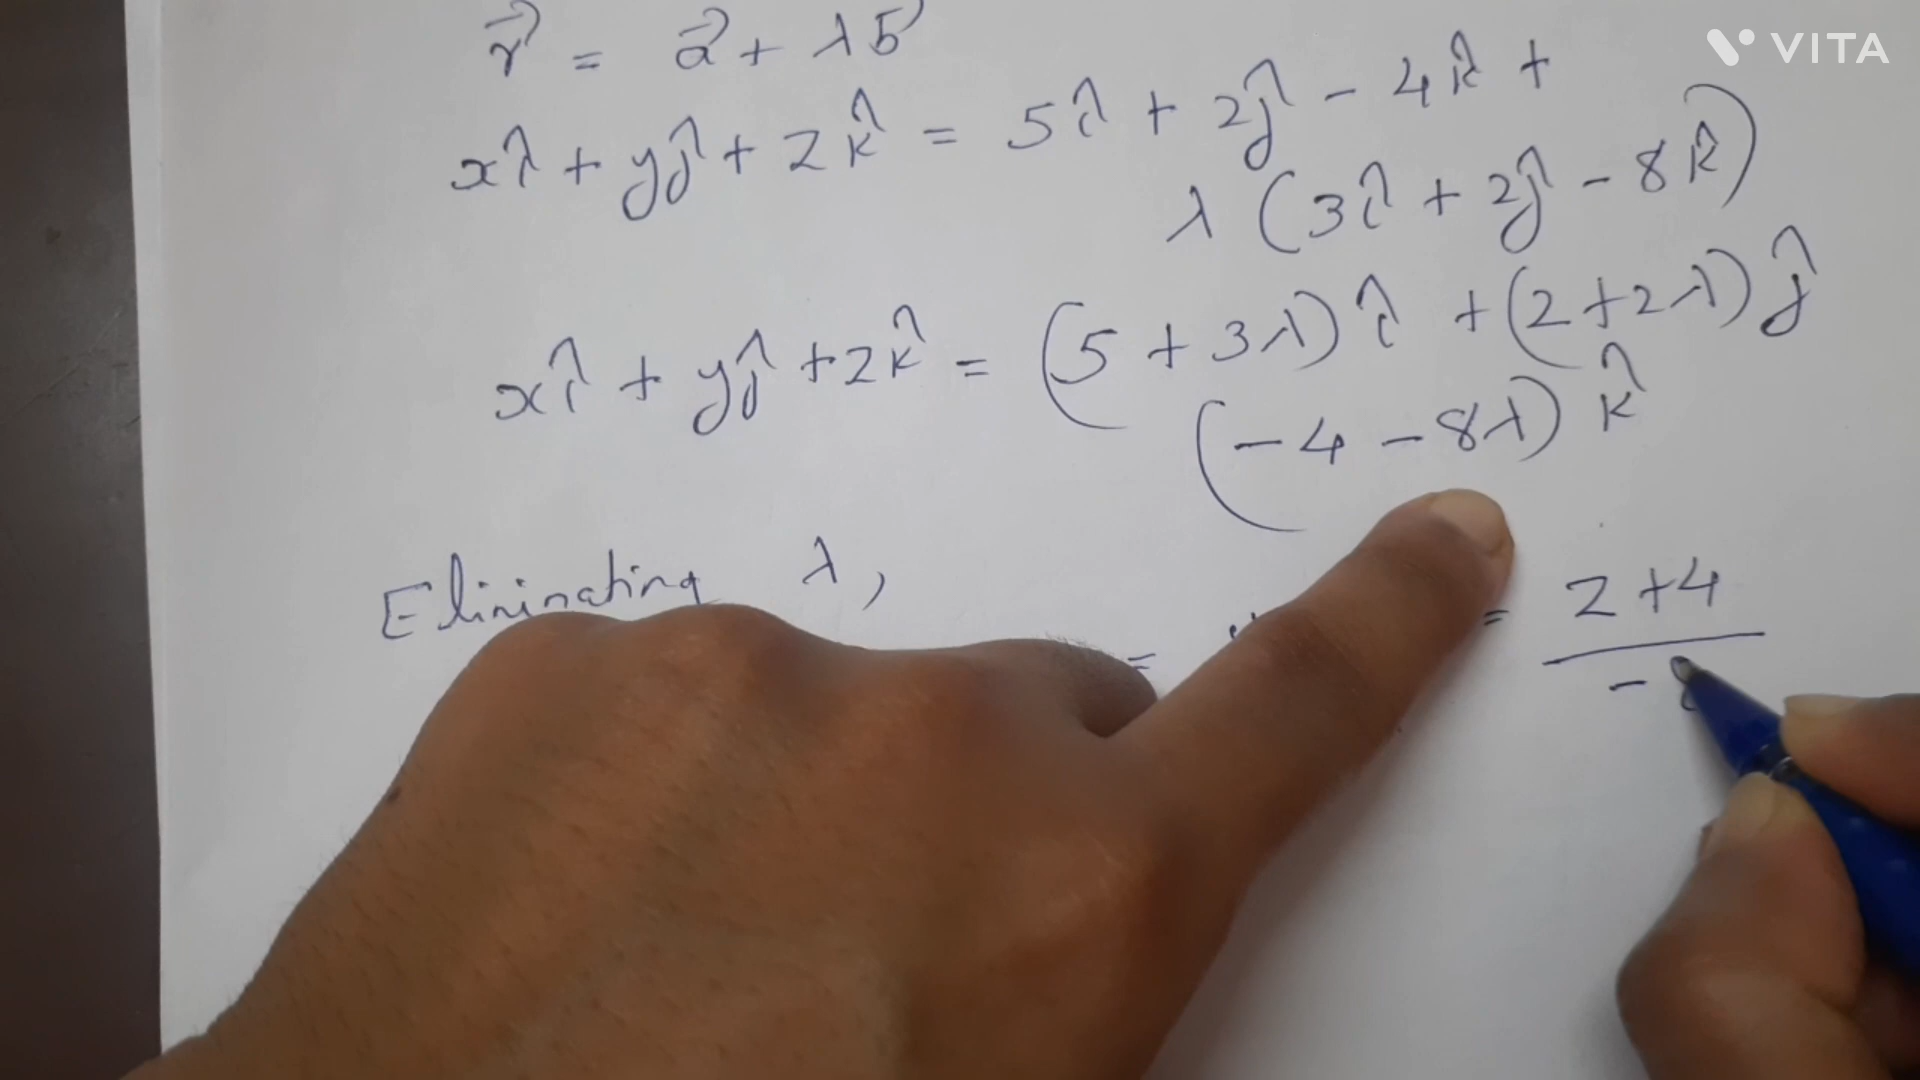 VITA
r⃗ = a⃗ + λb⃗
xî + yĵ + zk̂ = 5î + 2ĵ - 4k̂ +
λ (3î + 2ĵ - 8k̂)
xî + yĵ + zk̂ = (5 + 3λ)î + (2+2λ)ĵ
(-4 - 8λ) k̂
Eliminating λ,
= = z+4
-